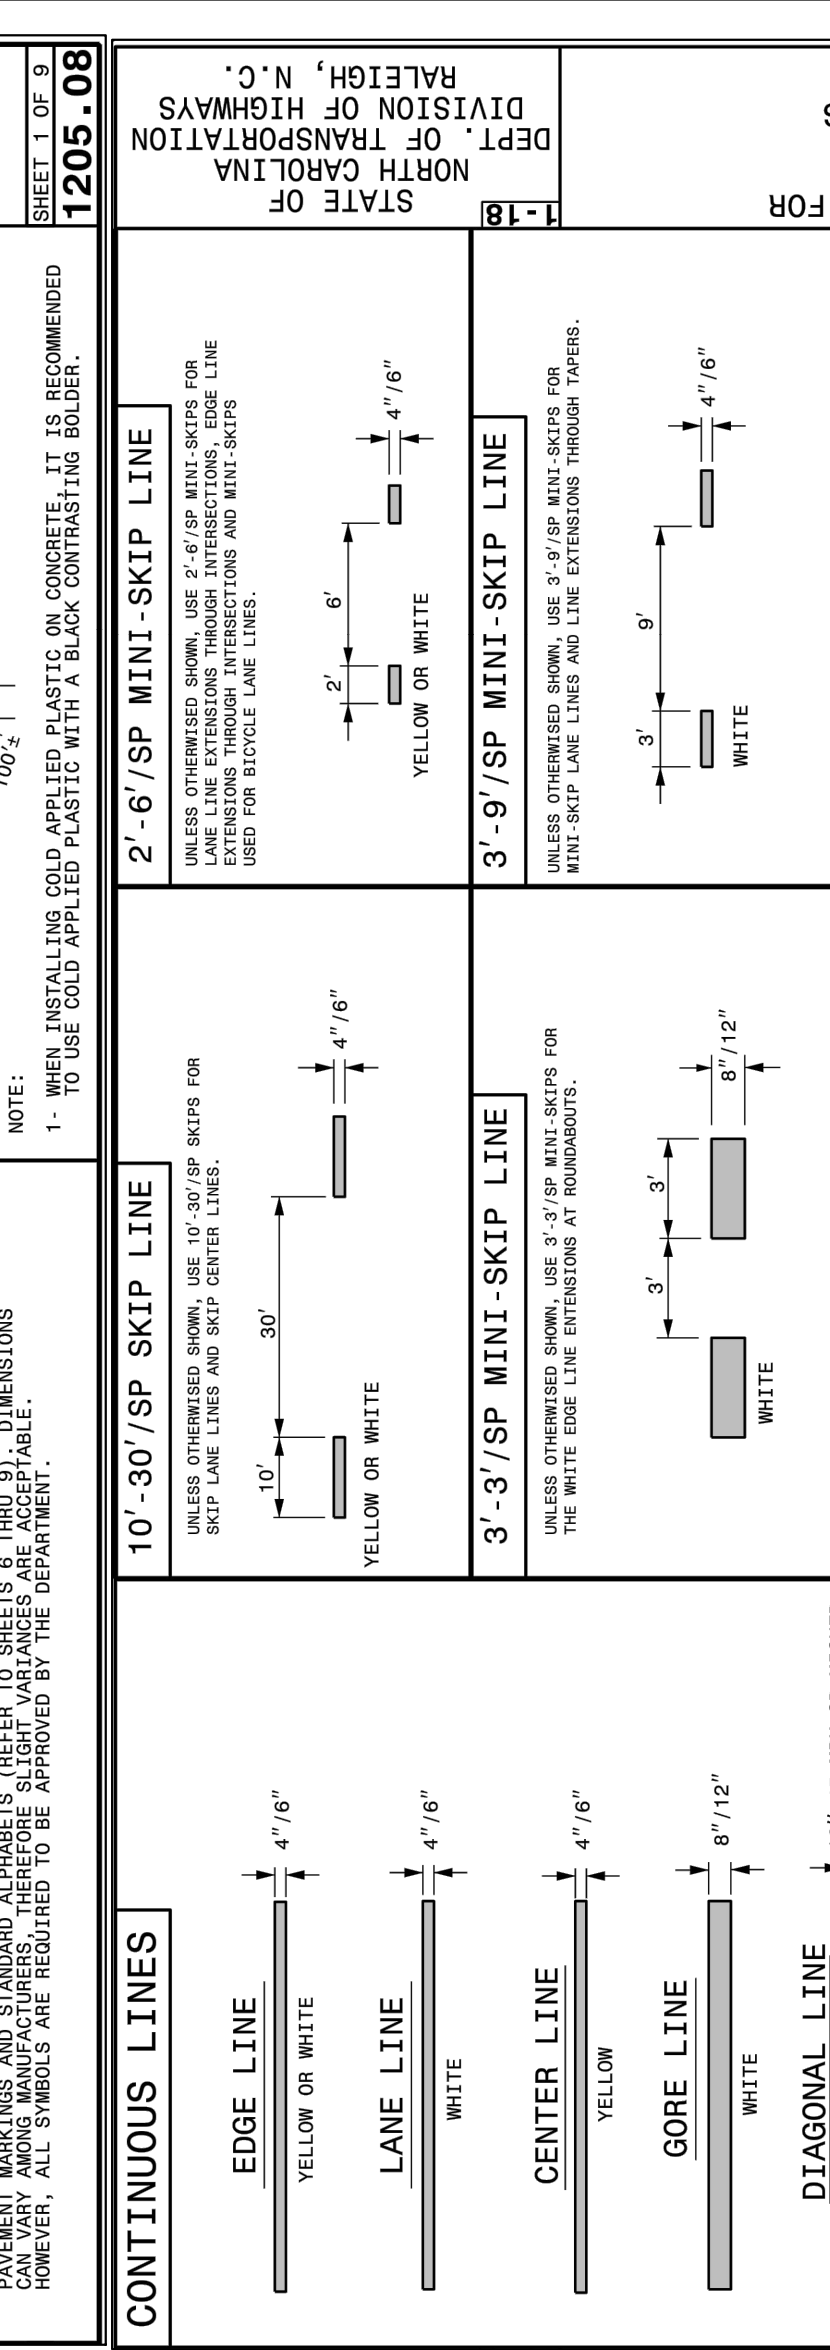 PAVEMENT MARKINGS AND STANDARD ALPHABETS (REFER TO SHEETS 6 THRU 9). DIMENSIONS
CAN VARY AMONG MANUFACTURERS, THEREFORE SLIGHT VARIANCES ARE ACCEPTABLE.
HOWEVER, ALL SYMBOLS ARE REQUIRED TO BE APPROVED BY THE DEPARTMENT.
100'±
NOTE:
1- WHEN INSTALLING COLD APPLIED PLASTIC ON CONCRETE, IT IS RECOMMENDED
TO USE COLD APPLIED PLASTIC WITH A BLACK CONTRASTING BOLDER.
SHEET 1 OF 9
1205.08
CONTINUOUS LINES
EDGE LINE
YELLOW OR WHITE
4"/6"
LANE LINE
WHITE
4"/6"
CENTER LINE
YELLOW
4"/6"
GORE LINE
WHITE
8"/12"
DIAGONAL LINE
10'-30'/SP SKIP LINE
UNLESS OTHERWISED SHOWN, USE 10'-30'/SP SKIPS FOR
SKIP LANE LINES AND SKIP CENTER LINES.
10'
30'
4"/6"
YELLOW OR WHITE
2'-6'/SP MINI-SKIP LINE
UNLESS OTHERWISED SHOWN, USE 2'-6'/SP MINI-SKIPS FOR
LANE LINE EXTENSIONS THROUGH INTERSECTIONS, EDGE LINE
EXTENSIONS THROUGH INTERSECTIONS AND MINI-SKIPS
USED FOR BICYCLE LANE LINES.
2'
6'
4"/6"
YELLOW OR WHITE
3'-3'/SP MINI-SKIP LINE
UNLESS OTHERWISED SHOWN, USE 3'-3'/SP MINI-SKIPS FOR
THE WHITE EDGE LINE ENTENSIONS AT ROUNDABOUTS.
3'
3'
8"/12"
WHITE
3'-9'/SP MINI-SKIP LINE
UNLESS OTHERWISED SHOWN, USE 3'-9'/SP MINI-SKIPS FOR
MINI-SKIP LANE LINES AND LINE EXTENSIONS THROUGH TAPERS.
3'
9'
4"/6"
WHITE
1-18
STATE OF
NORTH CAROLINA
DEPT. OF TRANSPORTATION
DIVISION OF HIGHWAYS
RALEIGH, N.C.
FOR